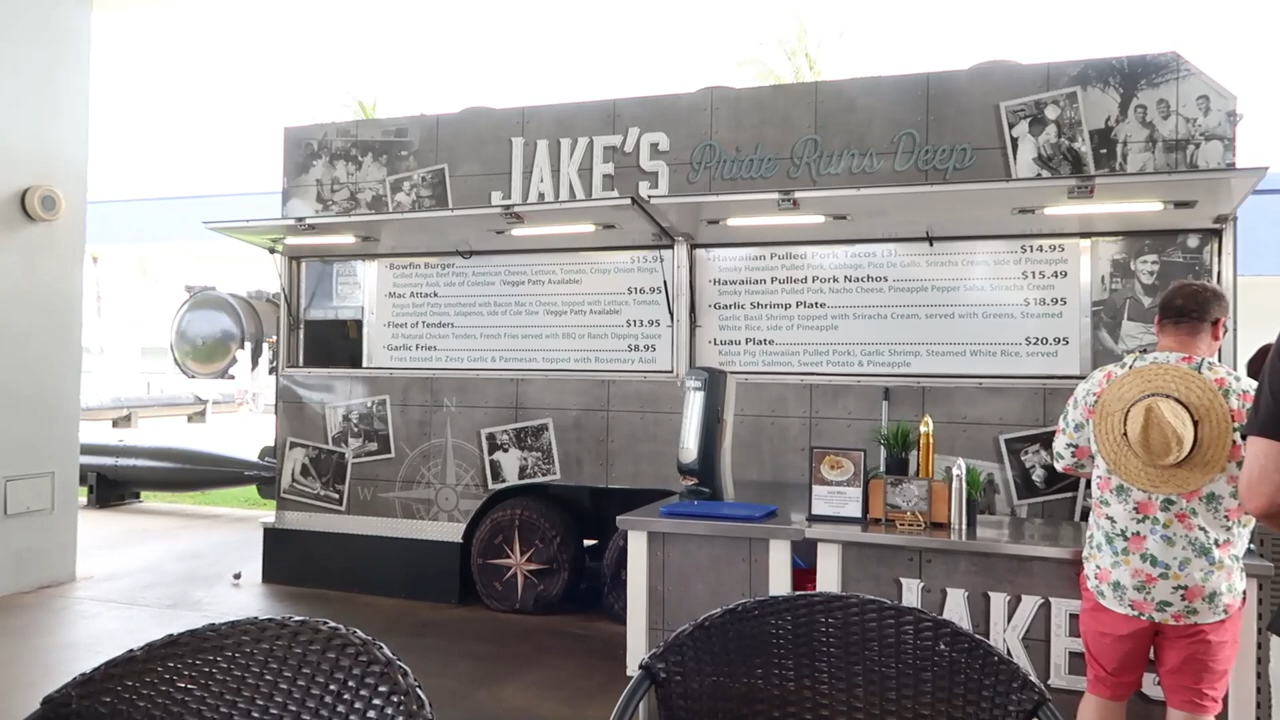 JAKE'S Pride Runs Deep
•Bowfin Burger..................$15.95
Grilled Angus Beef Patty, American Cheese, Lettuce, Tomato, Crispy Onion Rings,
Rosemary Aioli, side of Coleslaw (Veggie Patty Available)
•Mac Attack..................$16.95
Angus Beef Patty smothered with Bacon Mac n Cheese, topped with Lettuce, Tomato,
Caramelized Onions, Jalapenos, side of Cole Slaw (Veggie Patty Available)
•Fleet of Tenders..................$13.95
All-Natural Chicken Tenders, French Fries served with BBQ or Ranch Dipping Sauce
•Garlic Fries..................$8.95
Fries tossed in Zesty Garlic & Parmesan, topped with Rosemary Aioli
•Hawaiian Pulled Pork Tacos (3)..................$14.95
Smoky Hawaiian Pulled Pork, Cabbage, Pico De Gallo, Sriracha Cream, side of Pineapple
•Hawaiian Pulled Pork Nachos..................$15.49
Smoky Hawaiian Pulled Pork, Nacho Cheese, Pineapple Pepper Salsa, Sriracha Cream
•Garlic Shrimp Plate..................$18.95
Garlic Basil Shrimp topped with Sriracha Cream, served with Greens, Steamed
White Rice, side of Pineapple
•Luau Plate..................$20.95
Kalua Pig (Hawaiian Pulled Pork), Garlic Shrimp, Steamed White Rice, served
with Lomi Salmon, Sweet Potato & Pineapple
N
W
JAKE'S